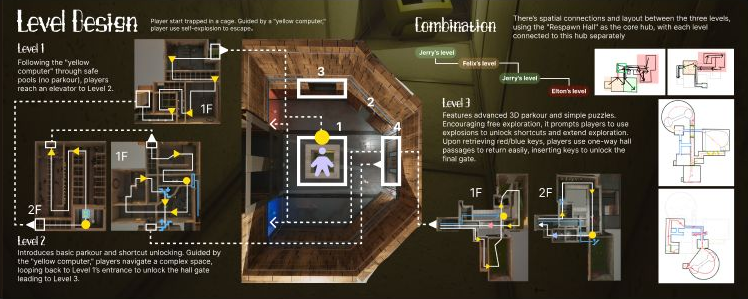 Level Design
Player start trapped in a cage. Guided by a "yellow computer,"
player use self-explosion to escape.
Level 1
Following the "yellow
computer" through safe
pools (no parkour), players
reach an elevator to Level 2.
1F
2F
1F
Level 2
Introduces basic parkour and shortcut unlocking. Guided by
the "yellow computer," players navigate a complex space,
looping back to Level 1's entrance to unlock the hall gate
leading to Level 3.
3
2
1
4
Combination
There's spatial connections and layout between the three levels,
using the "Respawn Hall" as the core hub, with each level
connected to this hub separately
Jerry's level
Felix's level
Jerry's level
Elton's level
Level 3
Features advanced 3D parkour and simple puzzles.
Encouraging free exploration, it prompts players to use
explosions to unlock shortcuts and extend exploration.
Upon retrieving red/blue keys, players use one-way hall
passages to return easily, inserting keys to unlock the
final gate.
1F
2F